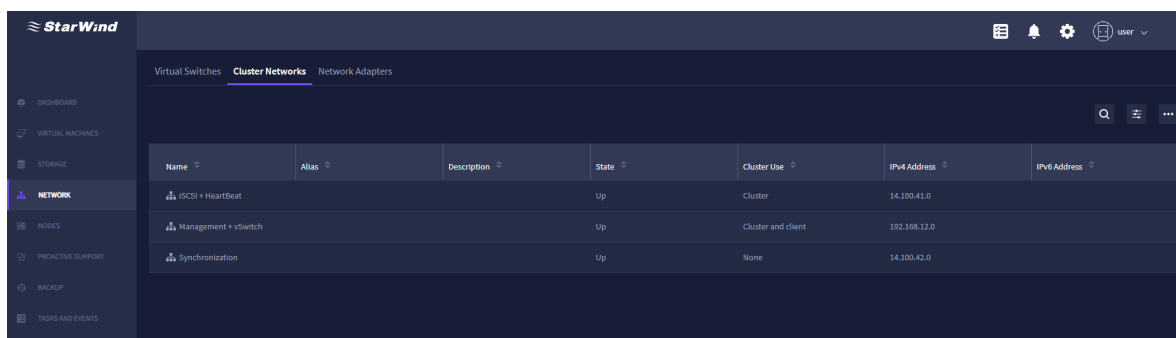 StarWind
user
Virtual Switches Cluster Networks Network Adapters
DASHBOARD
VIRTUAL MACHINES
STORAGE
NETWORK
NODES
PROACTIVE SUPPORT
BACKUP
TASKS AND EVENTS
Name Alias Description State Cluster Use IPv4 Address IPv6 Address
ISCSI + HeartBeat Up Cluster 14.100.41.0
Management + vSwitch Up Cluster and client 192.168.12.0
Synchronization Up None 14.100.42.0